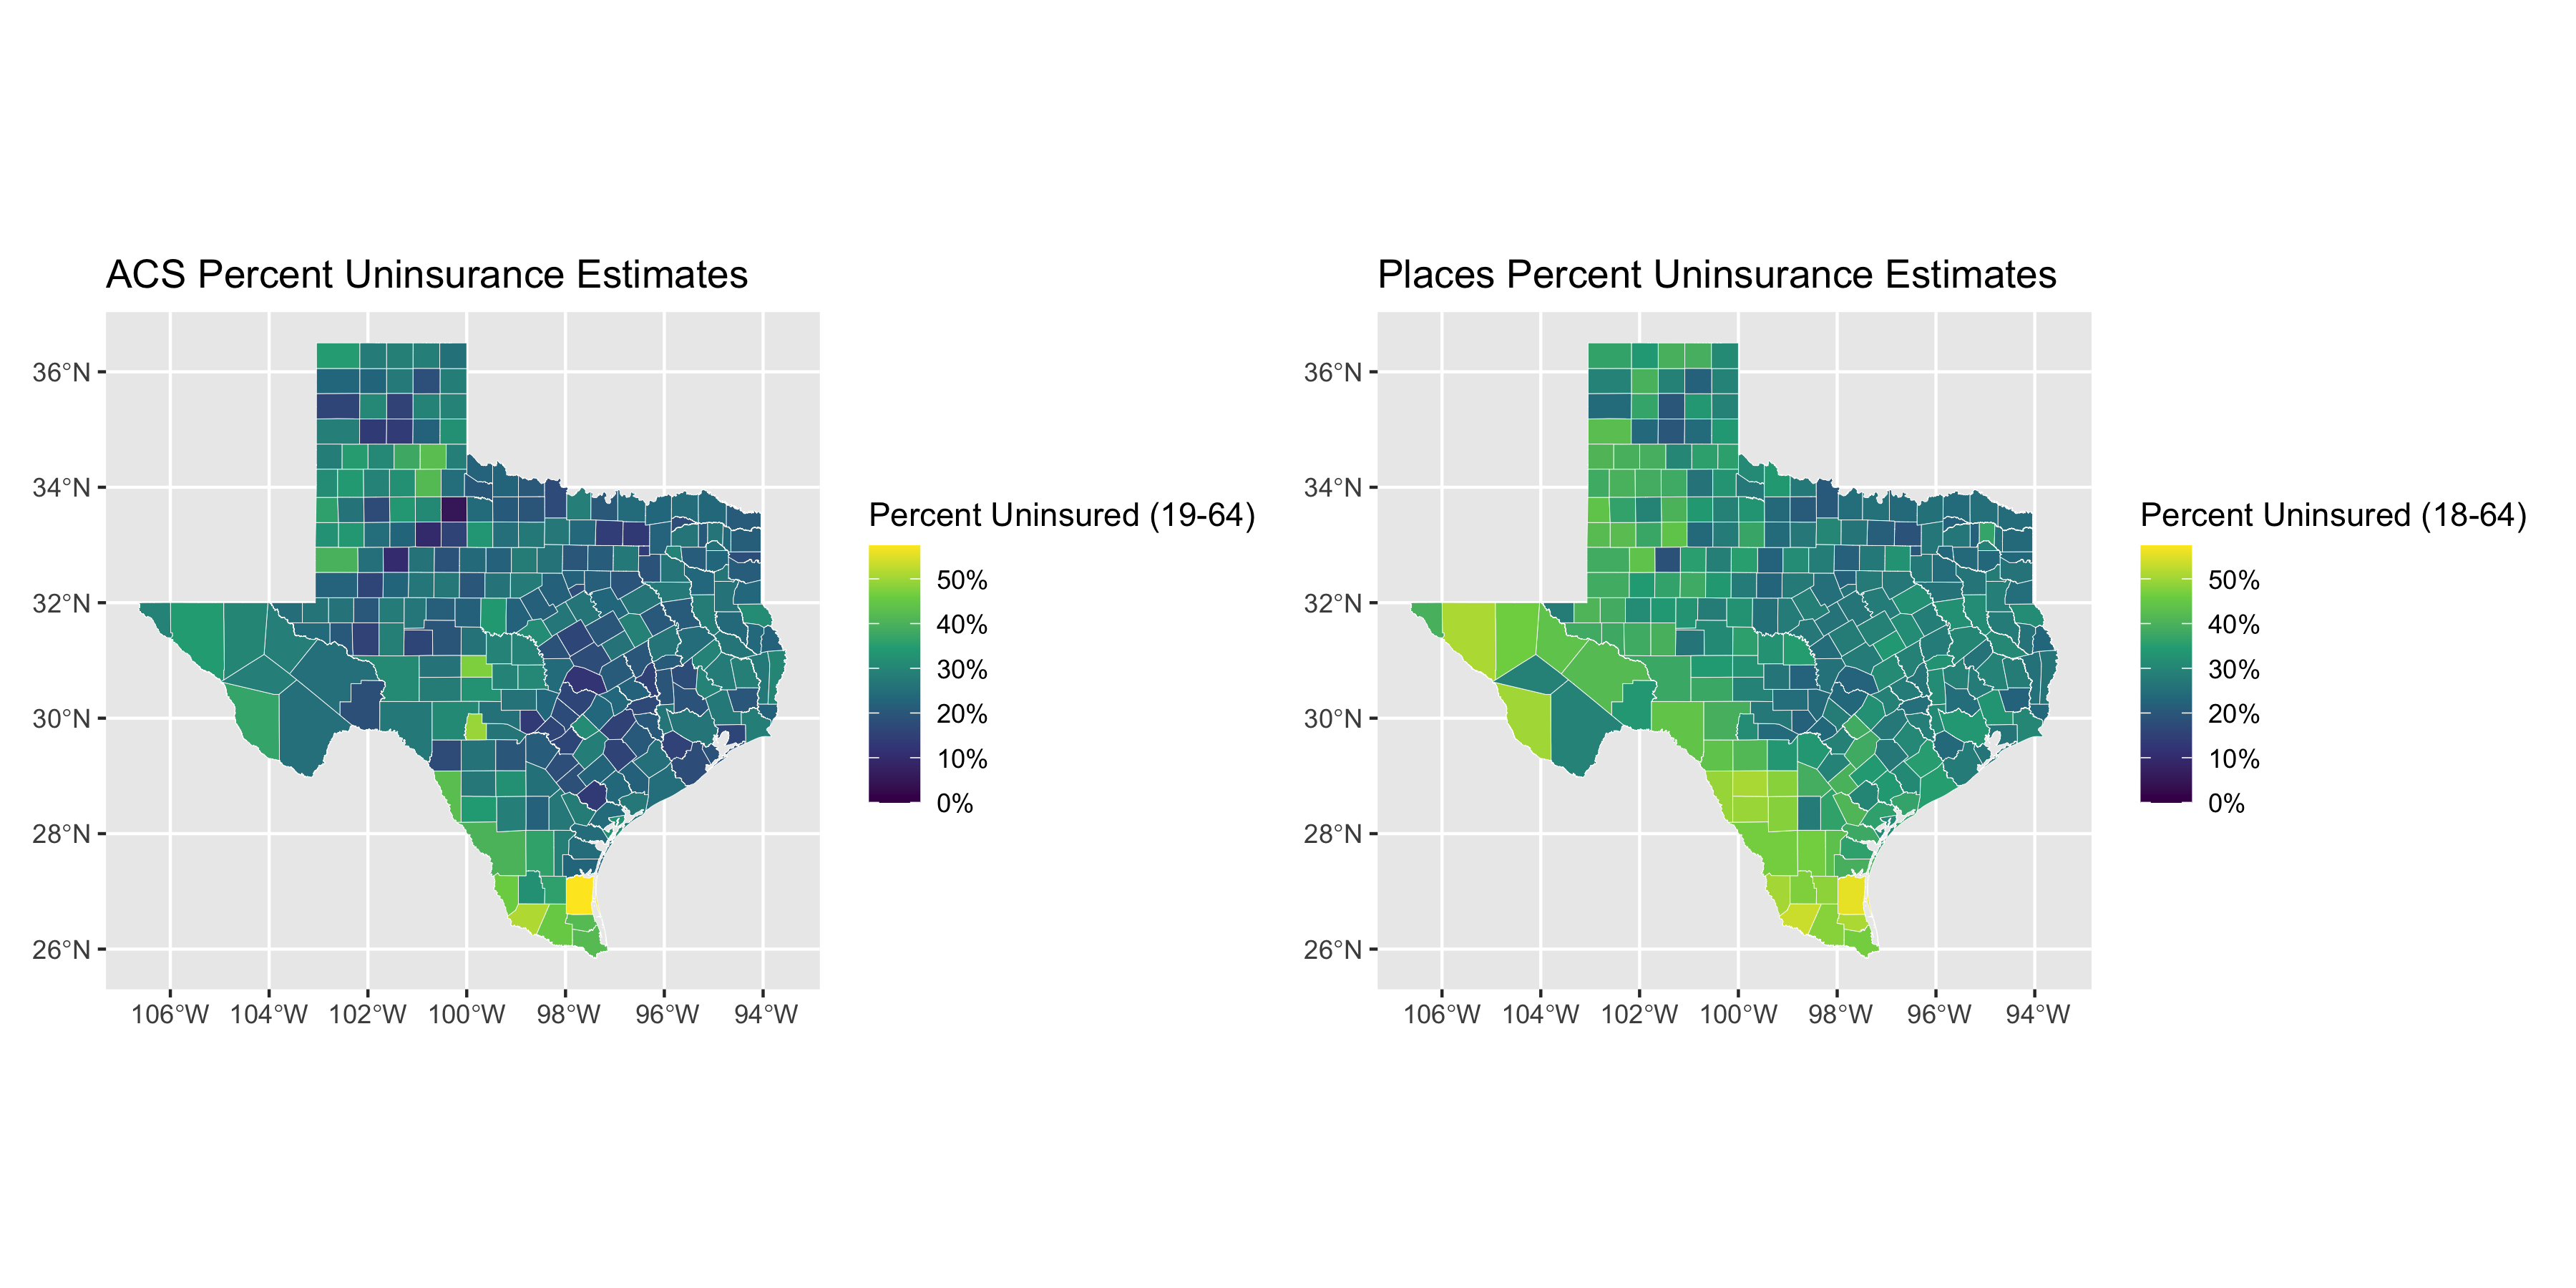 ACS Percent Uninsurance Estimates
36°N
34°N
32°N
30°N
28°N
26°N
106°W 104°W 102°W 100°W 98°W 96°W 94°W
Percent Uninsured (19-64)
50%
40%
30%
20%
10%
0%
Places Percent Uninsurance Estimates
36°N
34°N
32°N
30°N
28°N
26°N
106°W 104°W 102°W 100°W 98°W 96°W 94°W
Percent Uninsured (18-64)
50%
40%
30%
20%
10%
0%